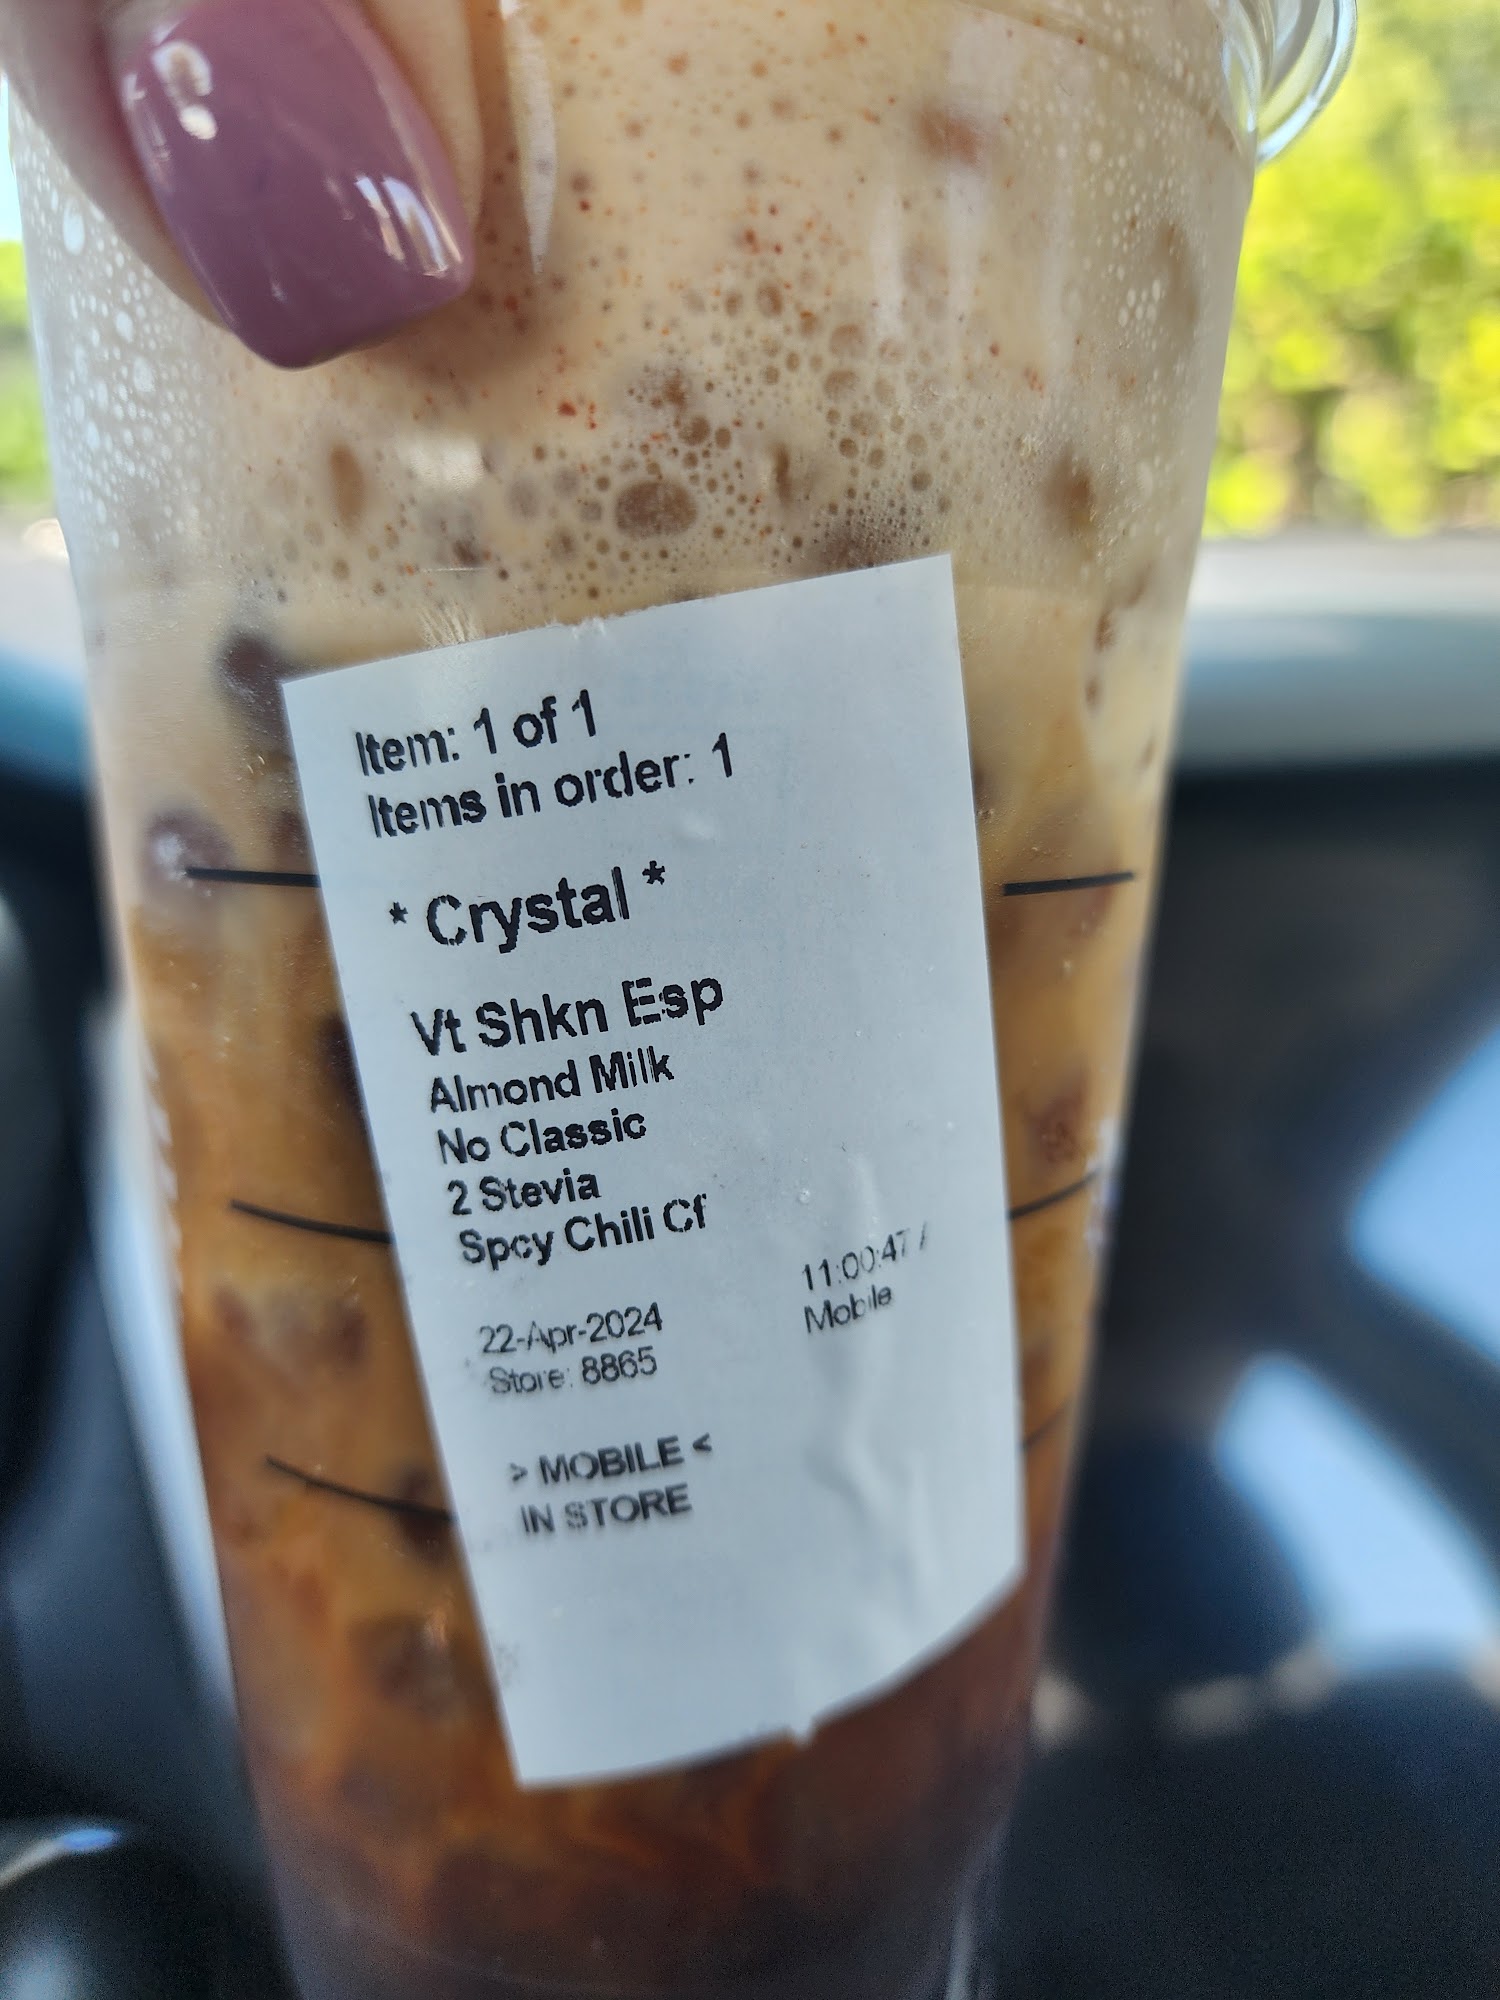 Item: 1 of 1
Items in order: 1
* Crystal *
Vt Shkn Esp
Almond Milk
No Classic
2 Stevia
Spcy Chili Cf
22-Apr-2024
Store: 8865
11:00:47 /
Mobile
> MOBILE <
IN STORE